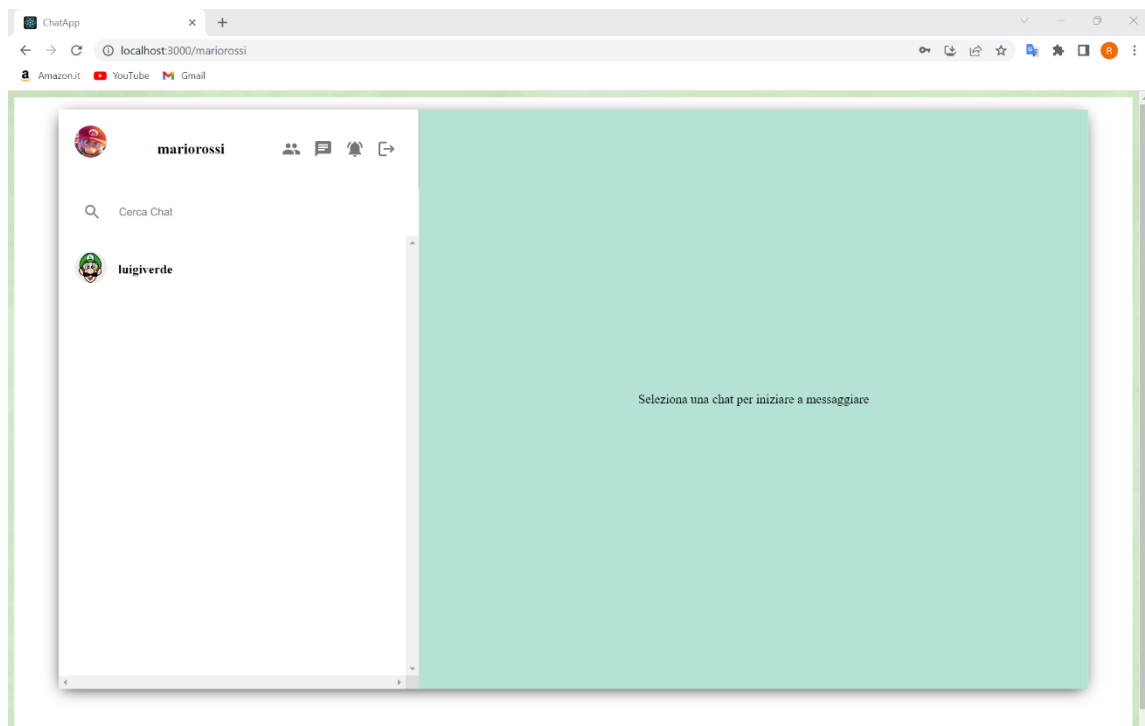 ChatApp
localhost:3000/mariorossi
R
a Amazon.it YouTube Gmail
mariorossi
Cerca Chat
luigiverde
Seleziona una chat per iniziare a messaggiare